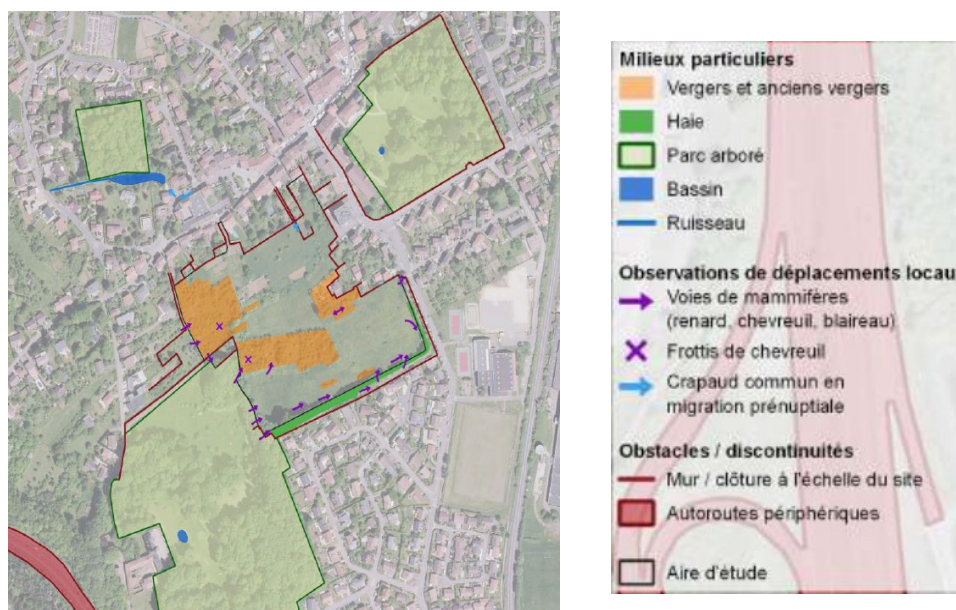 Milieux particuliers
Vergers et anciens vergers
Haie
Parc arboré
Bassin
Ruisseau
Observations de déplacements locau
Voies de mammifères
(renard, chevreuil, blaireau)
Frottis de chevreuil
Crapaud commun en
migration prénuptiale
Obstacles / discontinuités
Mur / clôture à l'échelle du site
Autoroutes périphériques
Aire d'étude